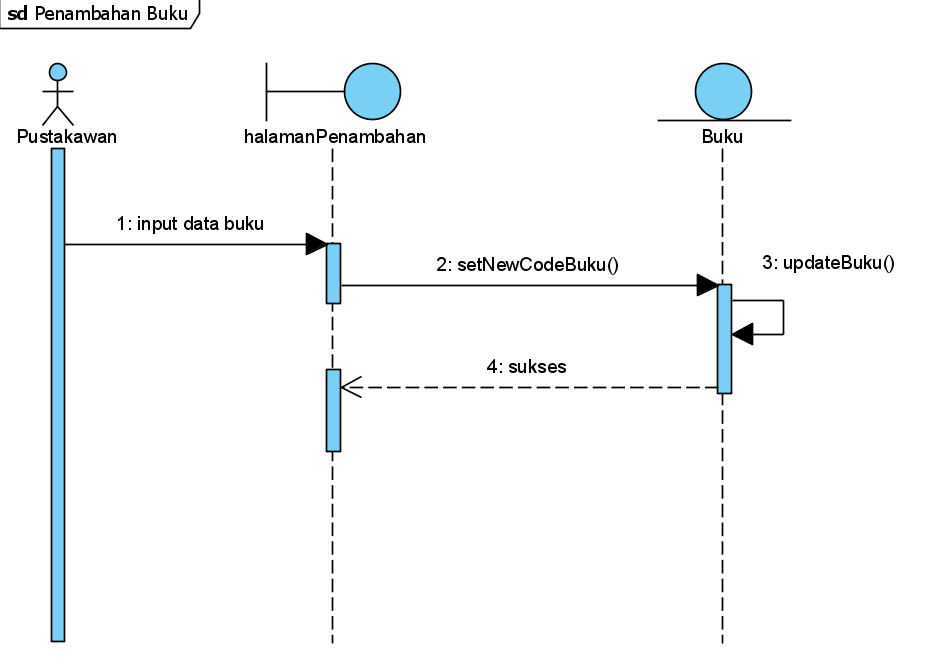 sd Penambahan Buku
Pustakawan
halamanPenambahan
Buku
1: input data buku
2: setNewCodeBuku()
3: updateBuku()
4: sukses